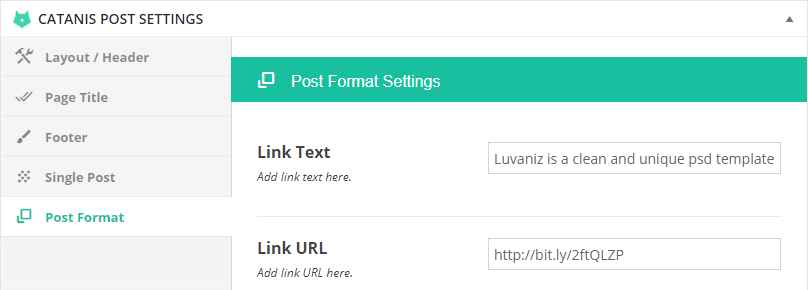 CATANIS POST SETTINGS
Layout / Header
Page Title
Footer
Single Post
Post Format
Post Format Settings
Link Text
Add link text here.
Luvaniz is a clean and unique psd template
Link URL
Add link URL here.
http://bit.ly/2ftQLZP